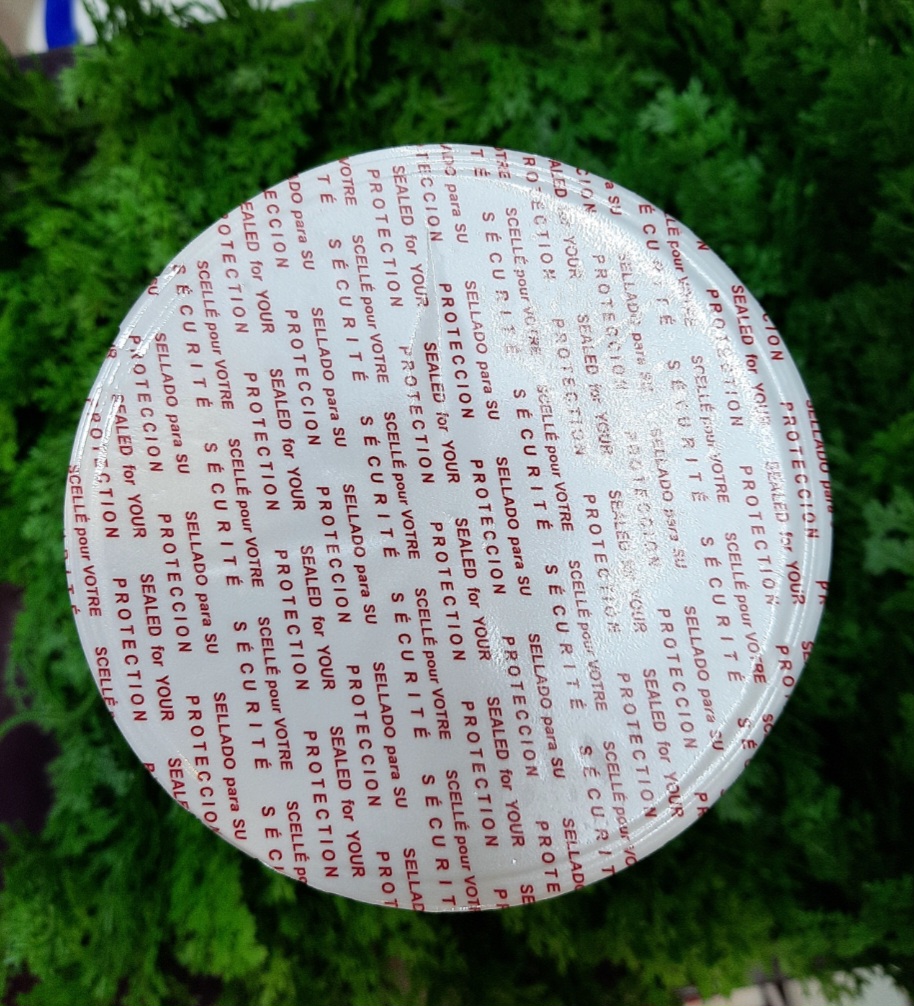 SEALED for YOUR
PROTECTION
SCELLÉ pour VOTRE
SÉCURITÉ
SELLADO para SU
PROTECCION